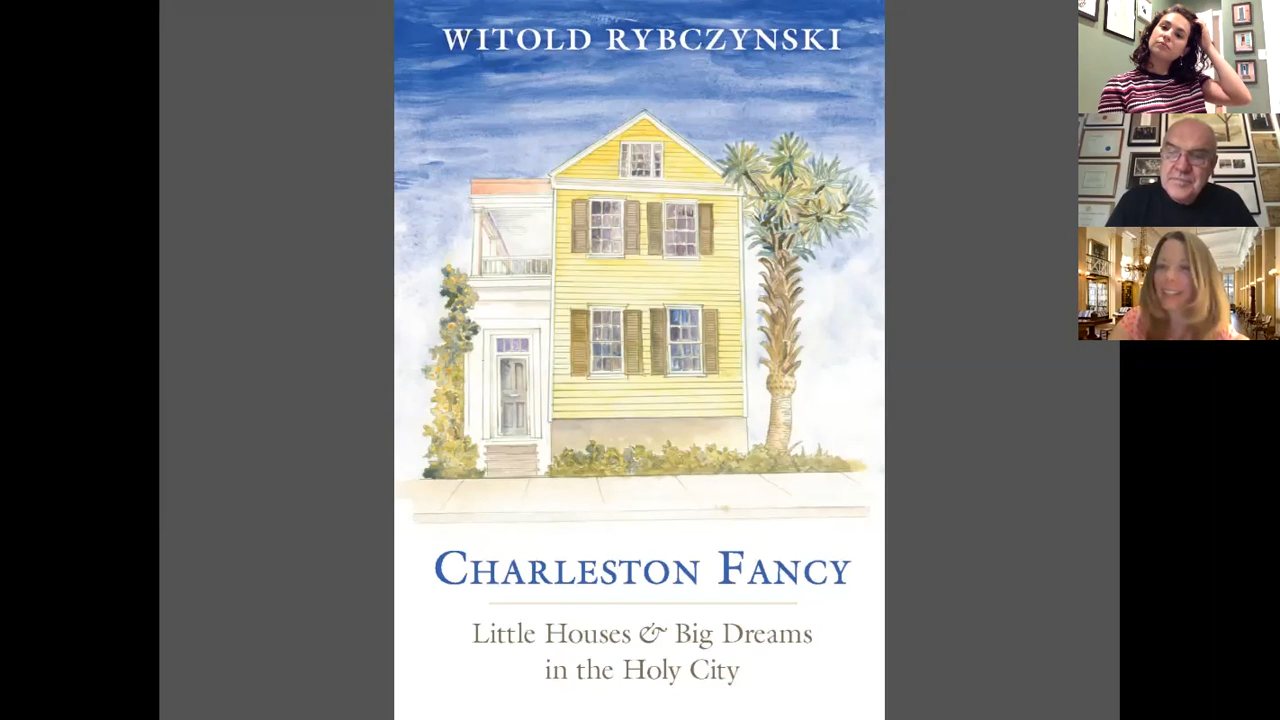 WITOLD RYBCZYNSKI
CHARLESTON FANCY
Little Houses & Big Dreams
in the Holy City